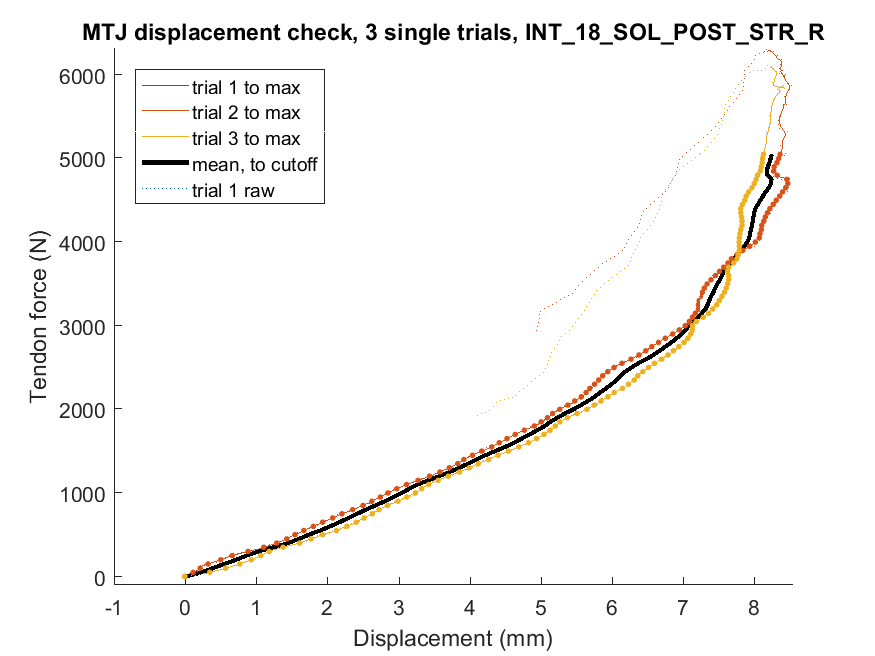 MTJ displacement check, 3 single trials, INT_18_SOL_POST_STR_R
6000
5000
4000
3000
2000
1000
0
Tendon force (N)
trial 1 to max
trial 2 to max
trial 3 to max
mean, to cutoff
trial 1 raw
-1 0 1 2 3 4 5 6 7 8
Displacement (mm)